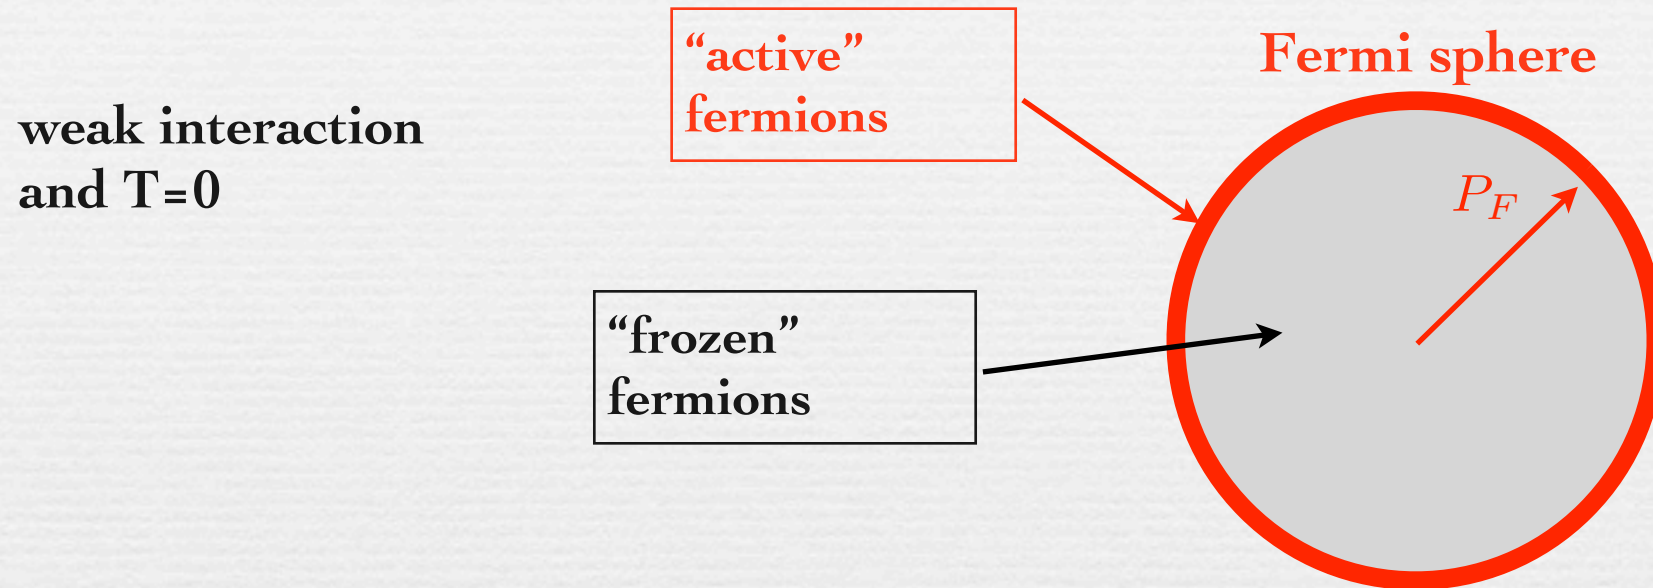 weak interaction
and T=0
“active”
fermions
Fermi sphere
P_F
“frozen”
fermions